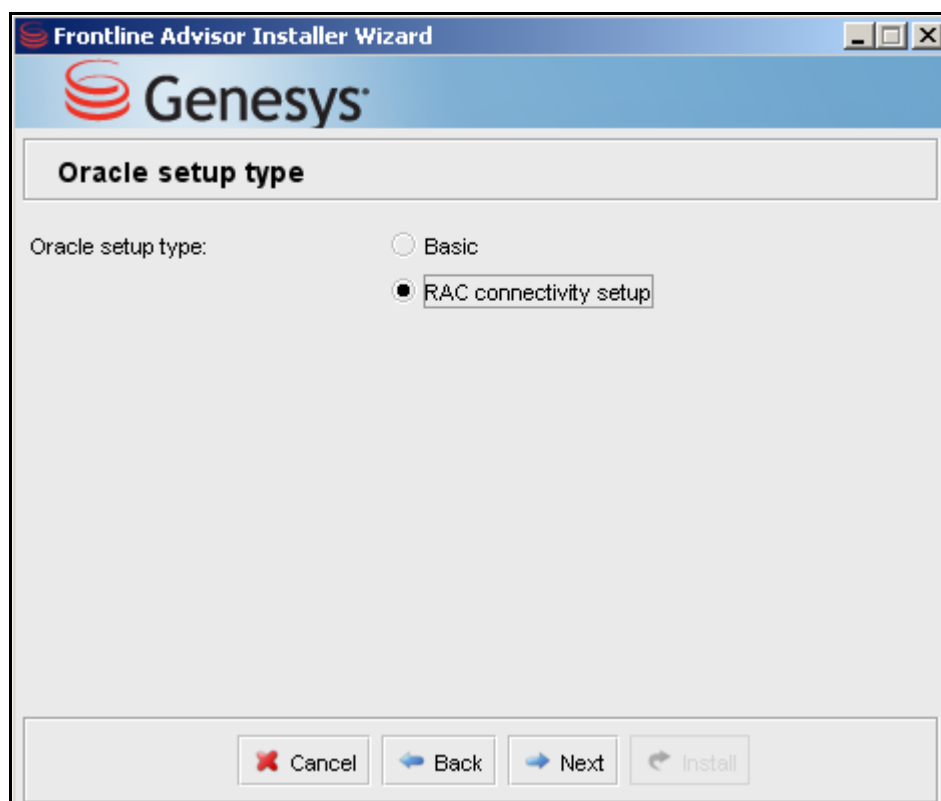 Frontline Advisor Installer Wizard
Genesys
Oracle setup type
Oracle setup type:
Basic
RAC connectivity setup
Cancel
Back
Next
Install